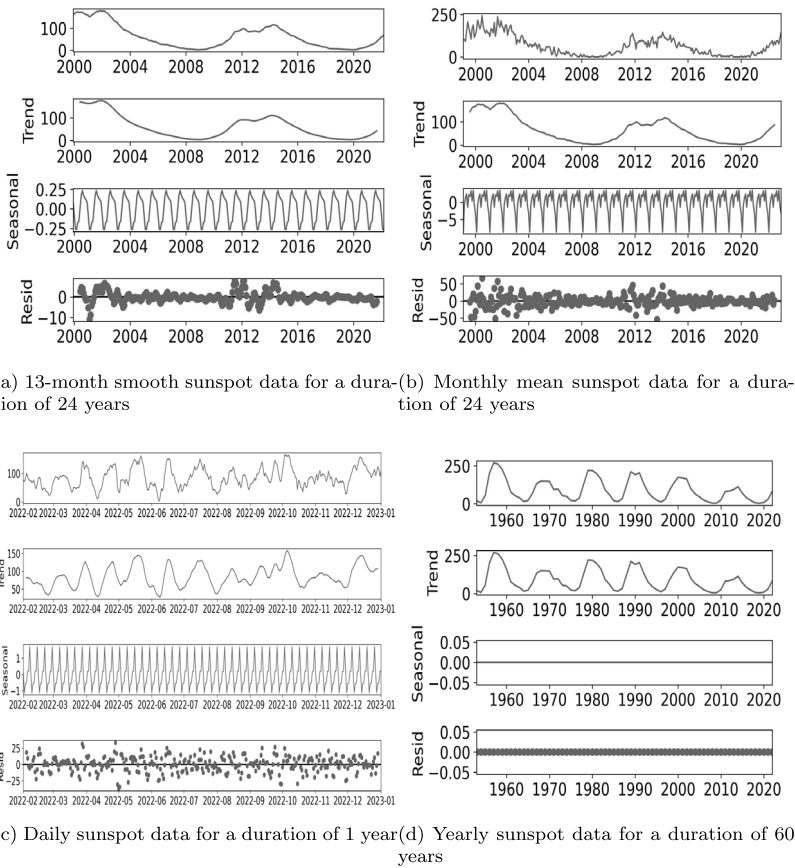 100
0
2000 2004 2008 2012 2016 2020
Trend
100
0
2000 2004 2008 2012 2016 2020
Seasonal
0.25
0.00
−0.25
2000 2004 2008 2012 2016 2020
Resid
0
−10
2000 2004 2008 2012 2016 2020
a) 13-month smooth sunspot data for a dura-
ion of 24 years
250
0
2000 2004 2008 2012 2016 2020
Trend
100
0
2000 2004 2008 2012 2016 2020
Seasonal
0
−5
2000 2004 2008 2012 2016 2020
Resid
50
0
−50
2000 2004 2008 2012 2016 2020
(b) Monthly mean sunspot data for a dura-
tion of 24 years
100
0
2022-02 2022-03 2022-04 2022-05 2022-06 2022-07 2022-08 2022-09 2022-10 2022-11 2022-12 2023-01
Trend
150
100
50
2022-02 2022-03 2022-04 2022-05 2022-06 2022-07 2022-08 2022-09 2022-10 2022-11 2022-12 2023-01
Seasonal
1
0
−1
2022-02 2022-03 2022-04 2022-05 2022-06 2022-07 2022-08 2022-09 2022-10 2022-11 2022-12 2023-01
Resid
25
0
−25
2022-02 2022-03 2022-04 2022-05 2022-06 2022-07 2022-08 2022-09 2022-10 2022-11 2022-12 2023-01
c) Daily sunspot data for a duration of 1 year
250
0
1960 1970 1980 1990 2000 2010 2020
Trend
250
0
1960 1970 1980 1990 2000 2010 2020
Seasonal
0.05
0.00
−0.05
1960 1970 1980 1990 2000 2010 2020
Resid
0.05
0.00
−0.05
1960 1970 1980 1990 2000 2010 2020
(d) Yearly sunspot data for a duration of 60
years